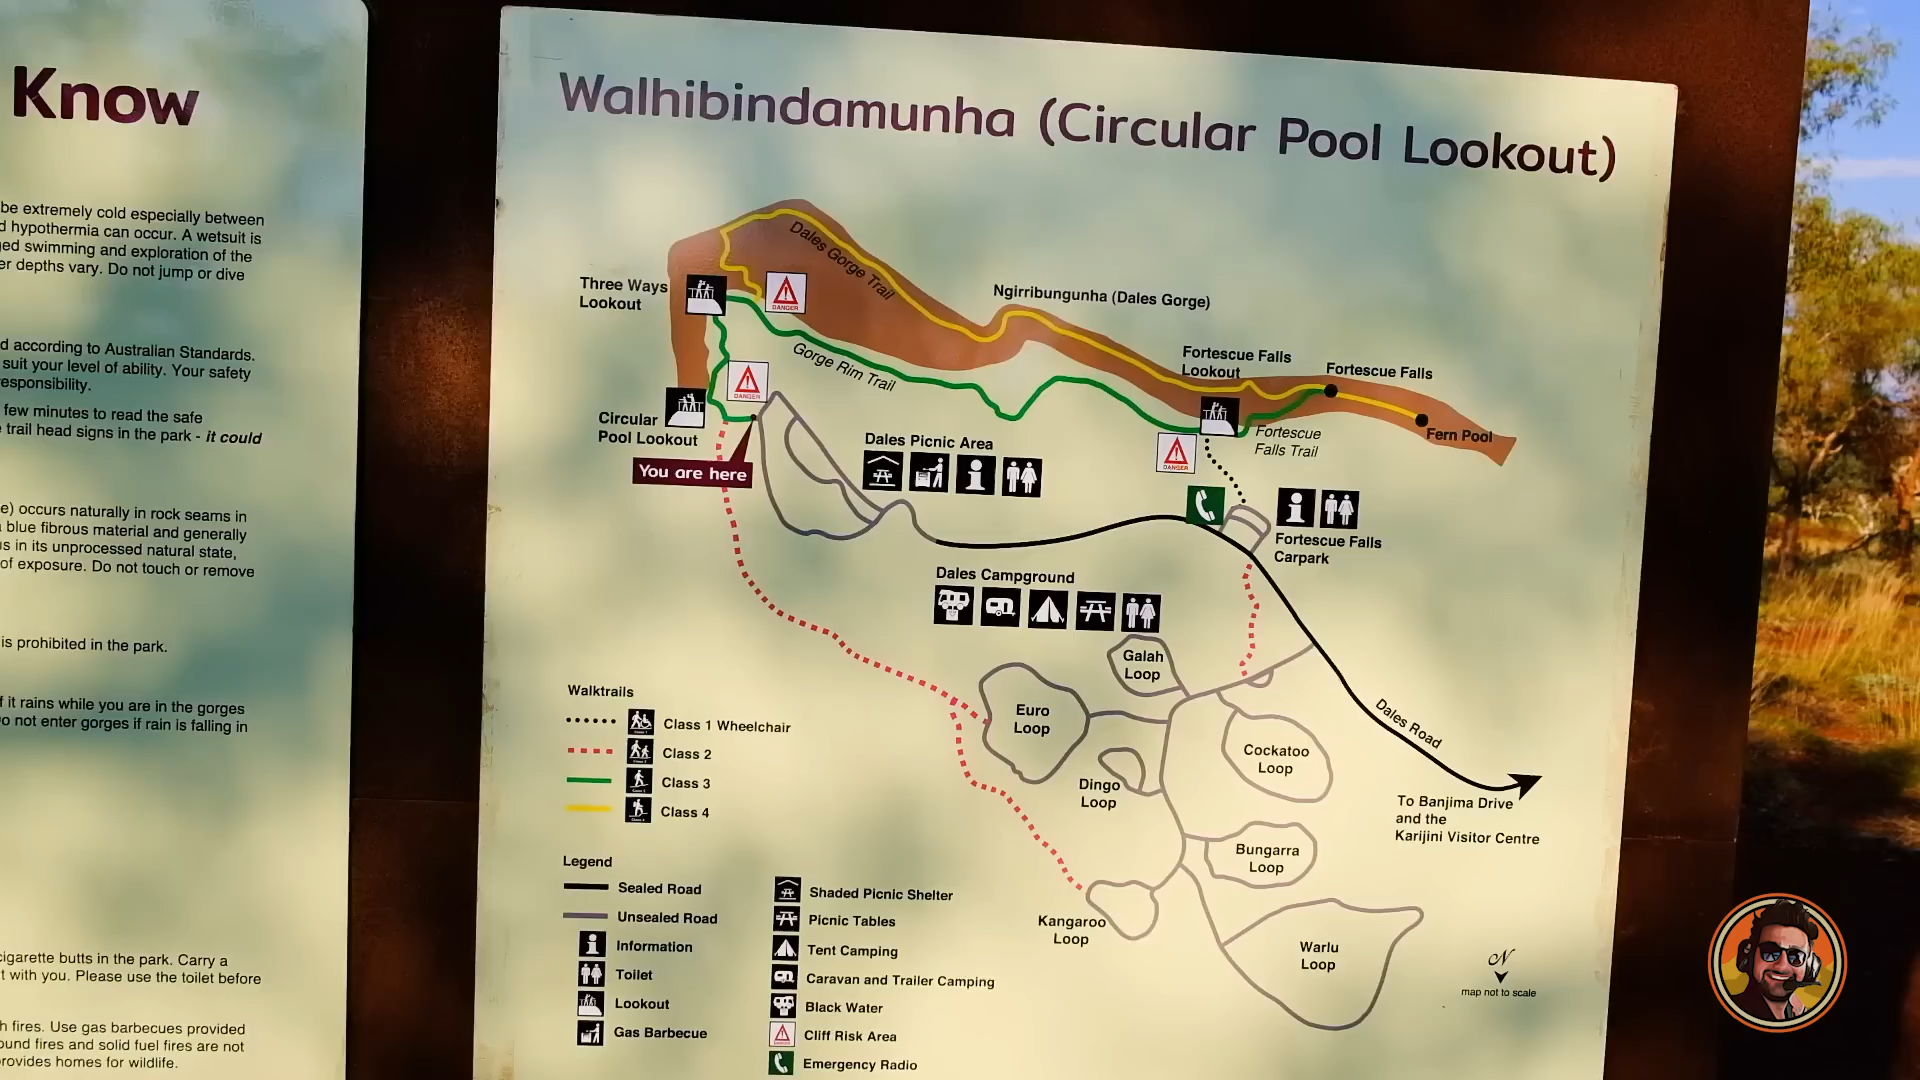 Know
be extremely cold especially between
hypothermia can occur. A wetsuit is
swimming and exploration of the
depths vary. Do not jump or dive
according to Australian Standards.
suit your level of ability. Your safety
few minutes to read the safe
trail head signs in the park - it could
occurs naturally in rock seams in
blue fibrous material and generally
in its unprocessed natural state,
of exposure. Do not touch or remove
is prohibited in the park.
it rains while you are in the gorges
not enter gorges if rain is falling in
cigarette butts in the park. Carry a
with you. Please use the toilet before
fires. Use gas barbecues provided
fires and solid fuel fires are not
provides homes for wildlife.
Walhibindamunha (Circular Pool Lookout)
Dales Gorge Trail
Three Ways
Lookout
DANGER
Ngirribungunha (Dales Gorge)
Gorge Rim Trail
Fortescue Falls
Lookout
Fortescue Falls
DANGER
Circular
Pool Lookout
You are here
Dales Picnic Area
DANGER
Fortescue
Falls Trail
Fern Pool
Fortescue Falls
Carpark
Dales Campground
Galah
Loop
Euro
Loop
Dingo
Loop
Cockatoo
Loop
Dales Road
To Banjima Drive
and the
Karijini Visitor Centre
Bungarra
Loop
Kangaroo
Loop
Warlu
Loop
N
map not to scale
Walktrails
Class 1 Wheelchair
Class 2
Class 3
Class 4
Legend
Sealed Road
Unsealed Road
Information
Toilet
Lookout
Gas Barbecue
Shaded Picnic Shelter
Picnic Tables
Tent Camping
Caravan and Trailer Camping
Black Water
Cliff Risk Area
Emergency Radio